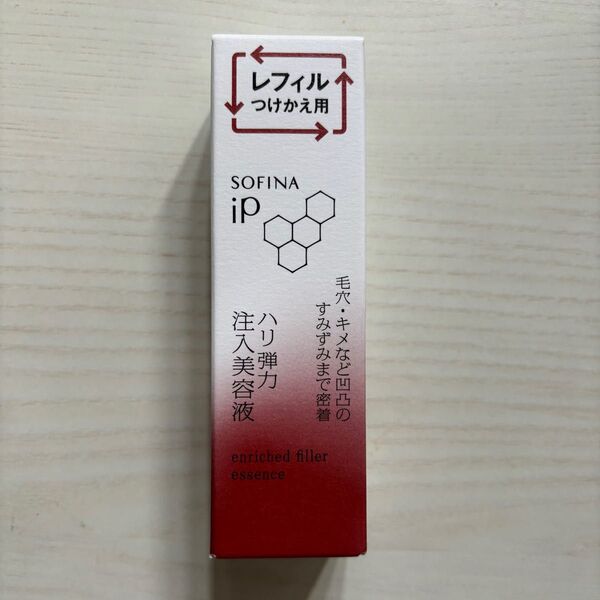 レフィル
つけかえ用
SOFINA
iP
毛穴・キメなど凹凸の
すみずみまで密着
ハリ弾力
注入美容液
enriched filler
essence